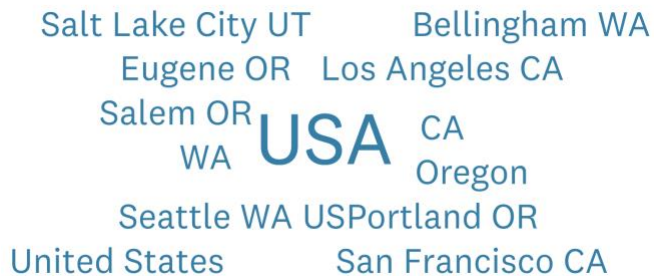 Salt Lake City UT Bellingham WA
Eugene OR Los Angeles CA
Salem OR
USA CA
WA
Oregon
Seattle WA USPortland OR
United States San Francisco CA